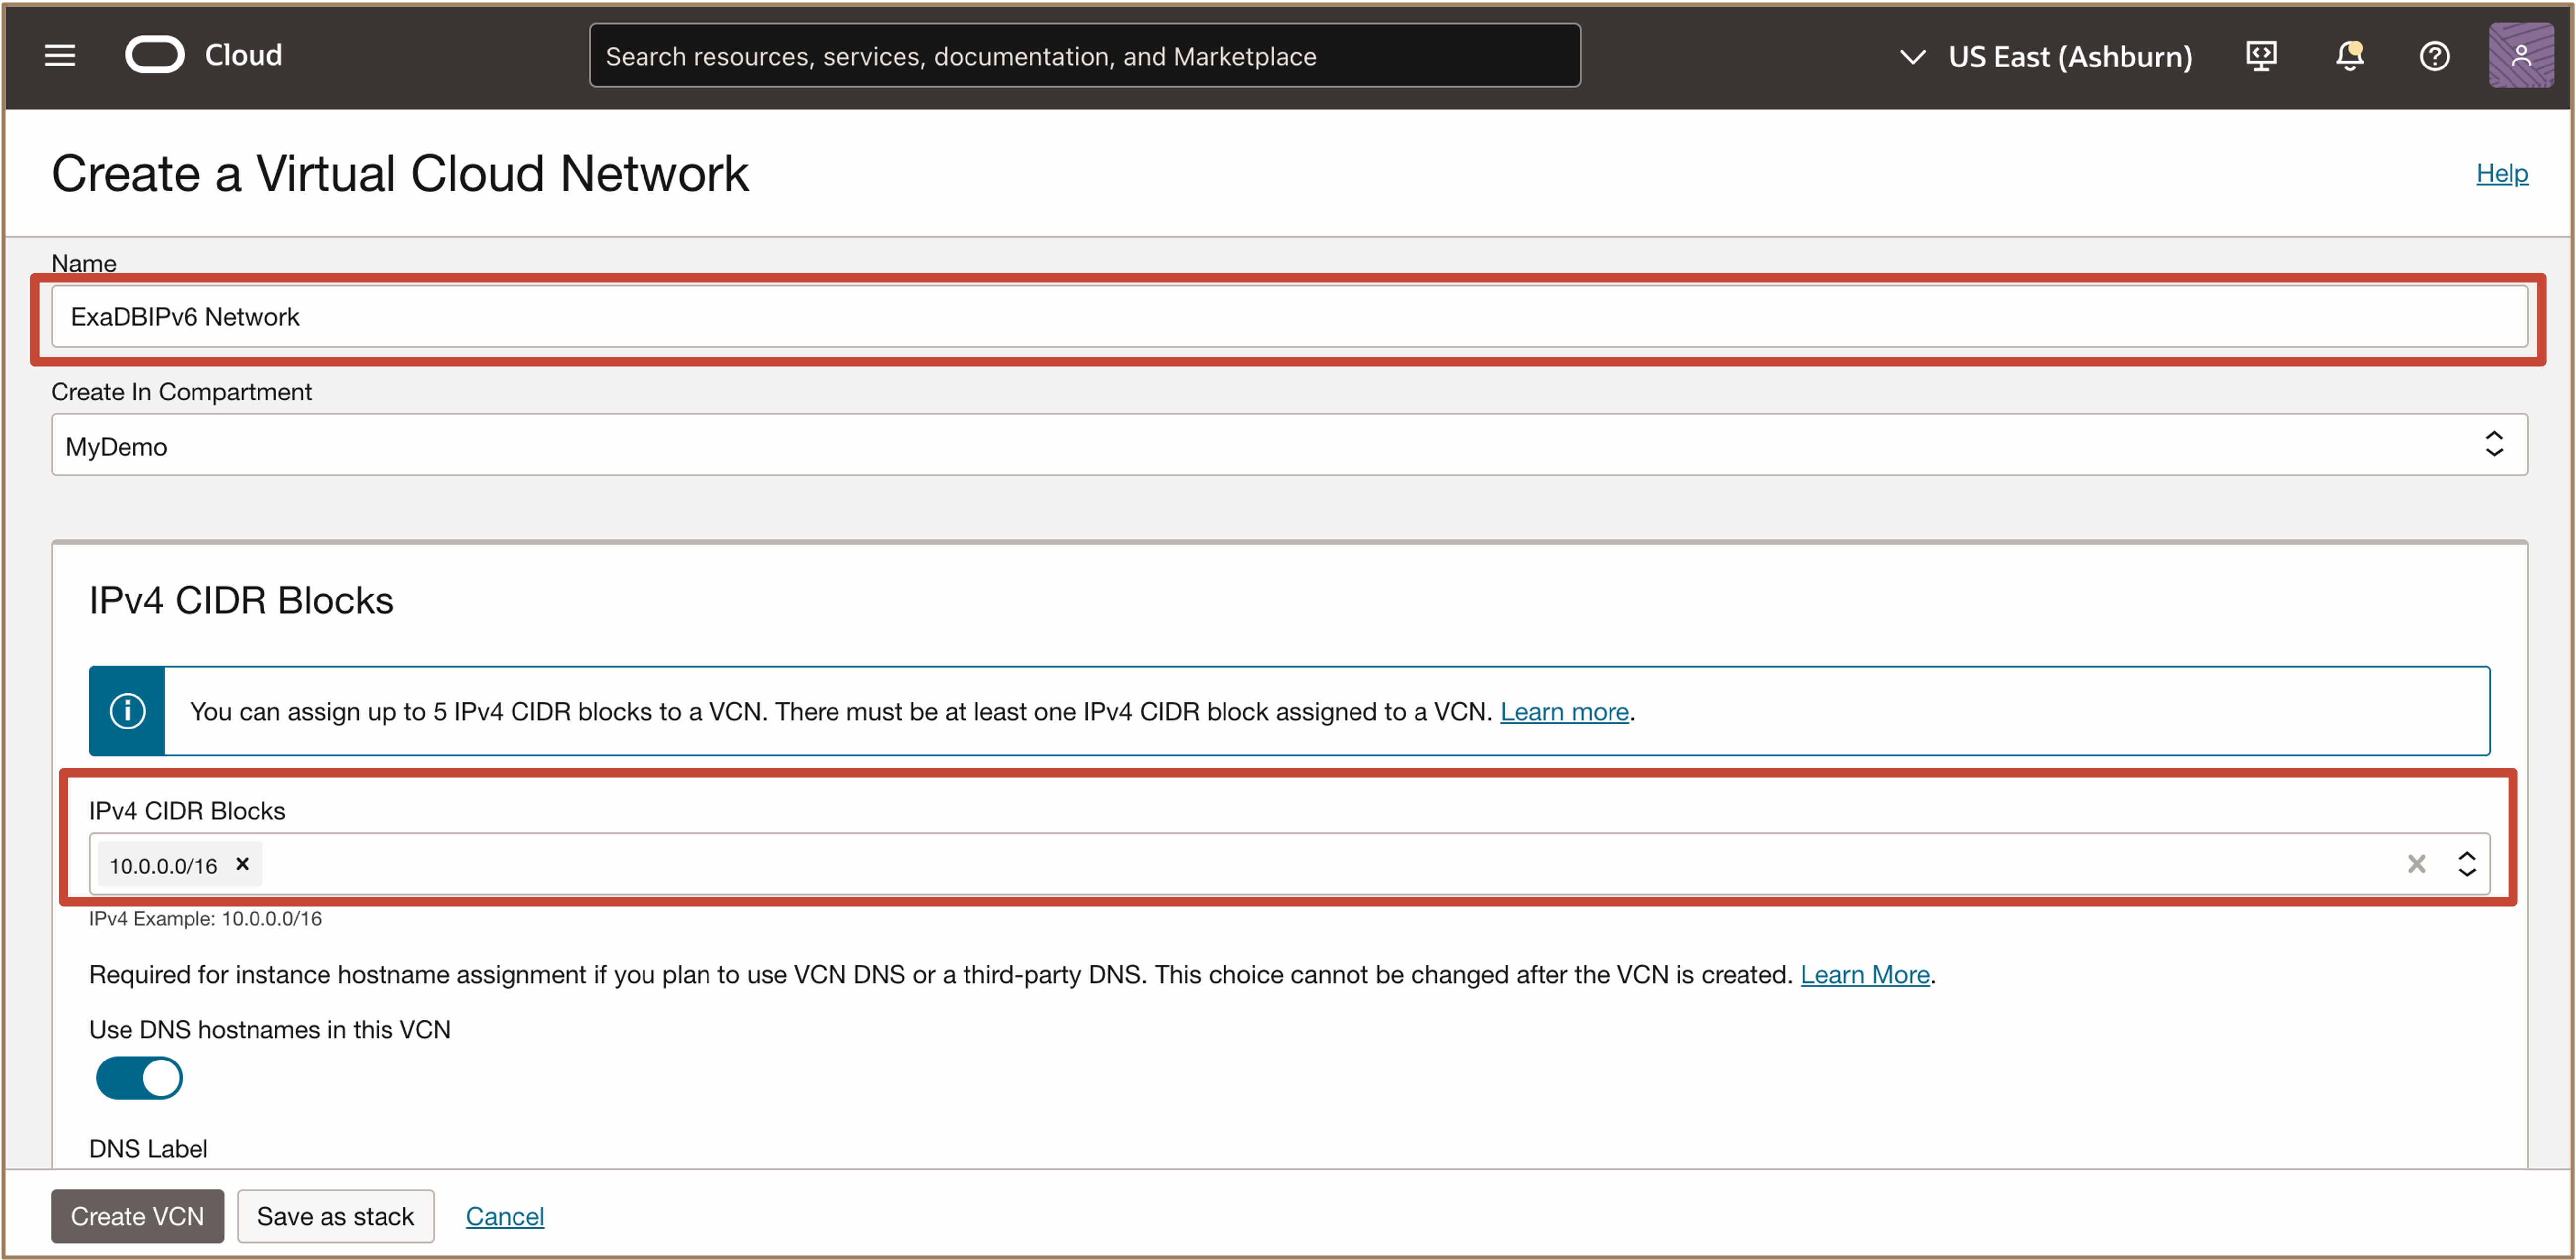 Cloud
Search resources, services, documentation, and Marketplace
US East (Ashburn)
Create a Virtual Cloud Network
Help
Name
ExaDBIPv6 Network
Create In Compartment
MyDemo
IPv4 CIDR Blocks
You can assign up to 5 IPv4 CIDR blocks to a VCN. There must be at least one IPv4 CIDR block assigned to a VCN. Learn more.
IPv4 CIDR Blocks
10.0.0.0/16
IPv4 Example: 10.0.0.0/16
Required for instance hostname assignment if you plan to use VCN DNS or a third-party DNS. This choice cannot be changed after the VCN is created. Learn More.
Use DNS hostnames in this VCN
DNS Label
Create VCN
Save as stack
Cancel